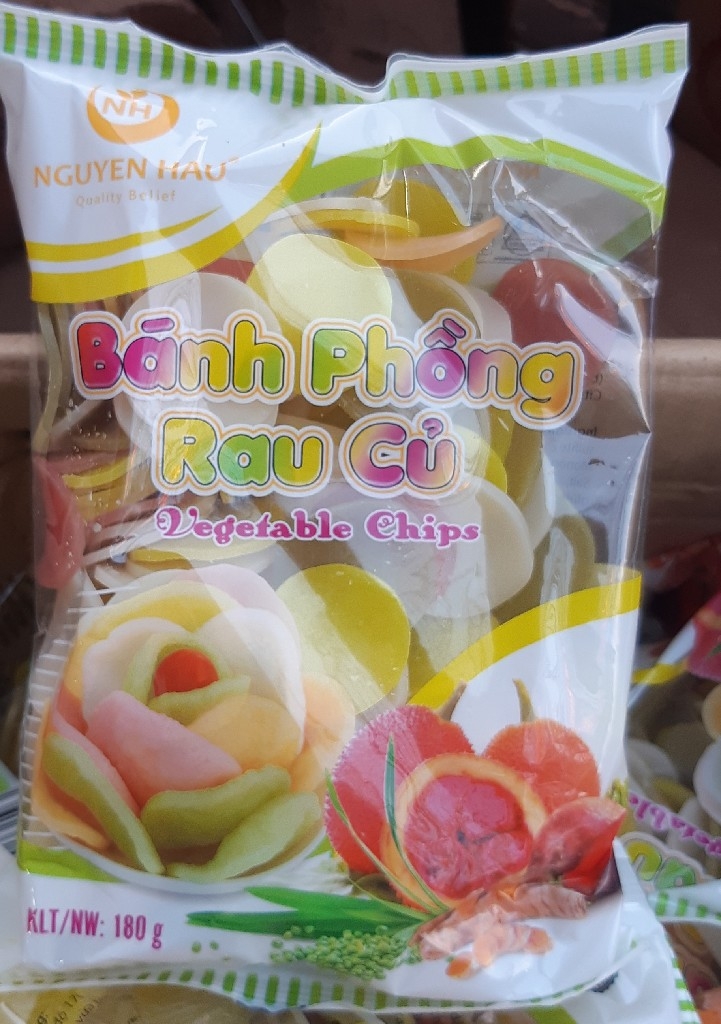 NH
NGUYEN HAU
Quality Belief
Bánh Phồng
Rau Củ
Vegetable Chips
KLT/NW: 180 g